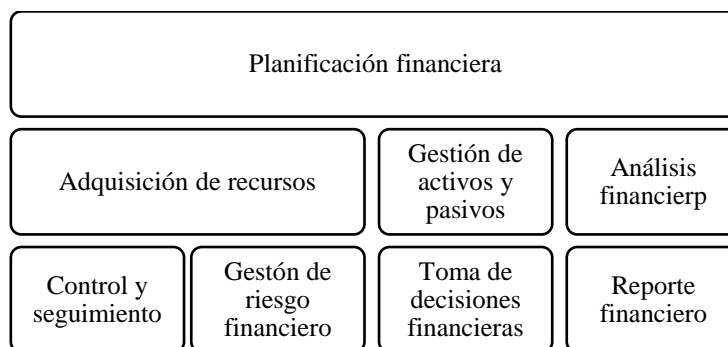 Planificación financiera
Adquisición de recursos
Gestión de
activos y
pasivos
Análisis
financierp
Control y
seguimiento
Gestón de
riesgo
financiero
Toma de
decisiones
financieras
Reporte
financiero